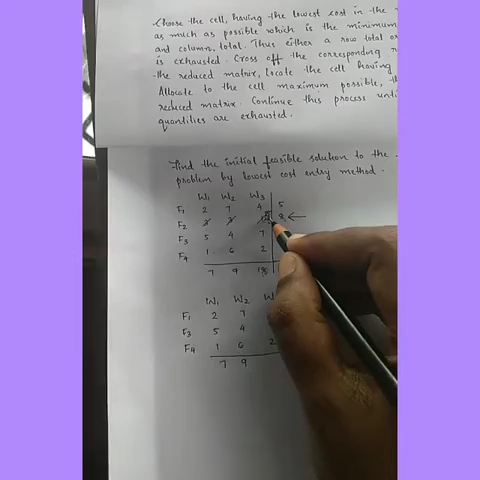 Choose the cell, having the lowest cost in the
as much as possible which is the minimum
and column, total. Thus either a row total or
is exhausted. Cross off the corresponding
the reduced matrix, locate the cell having
Allocate to the cell maximum possible, th
reduced matrix. Continue this process until
quantities are exhausted.
Find the initial feasible solution to the
problem by lowest cost entry method.
W1 W2 W3
F1 2 7 4 5
F2 3 3 8
F3 5 4 7
F4 1 6 2
7 9 18
W1 W2 W
F1 2 7
F3 5 4
F4 1 6 2
7 9